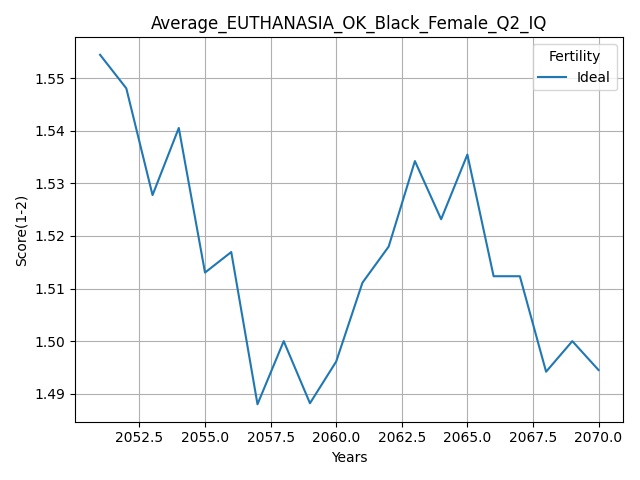 Average_EUTHANASIA_OK_Black_Female_Q2_IQ
Fertility
Ideal
Score(1-2)
1.55
1.54
1.53
1.52
1.51
1.50
1.49
2052.5 2055.0 2057.5 2060.0 2062.5 2065.0 2067.5 2070.0
Years